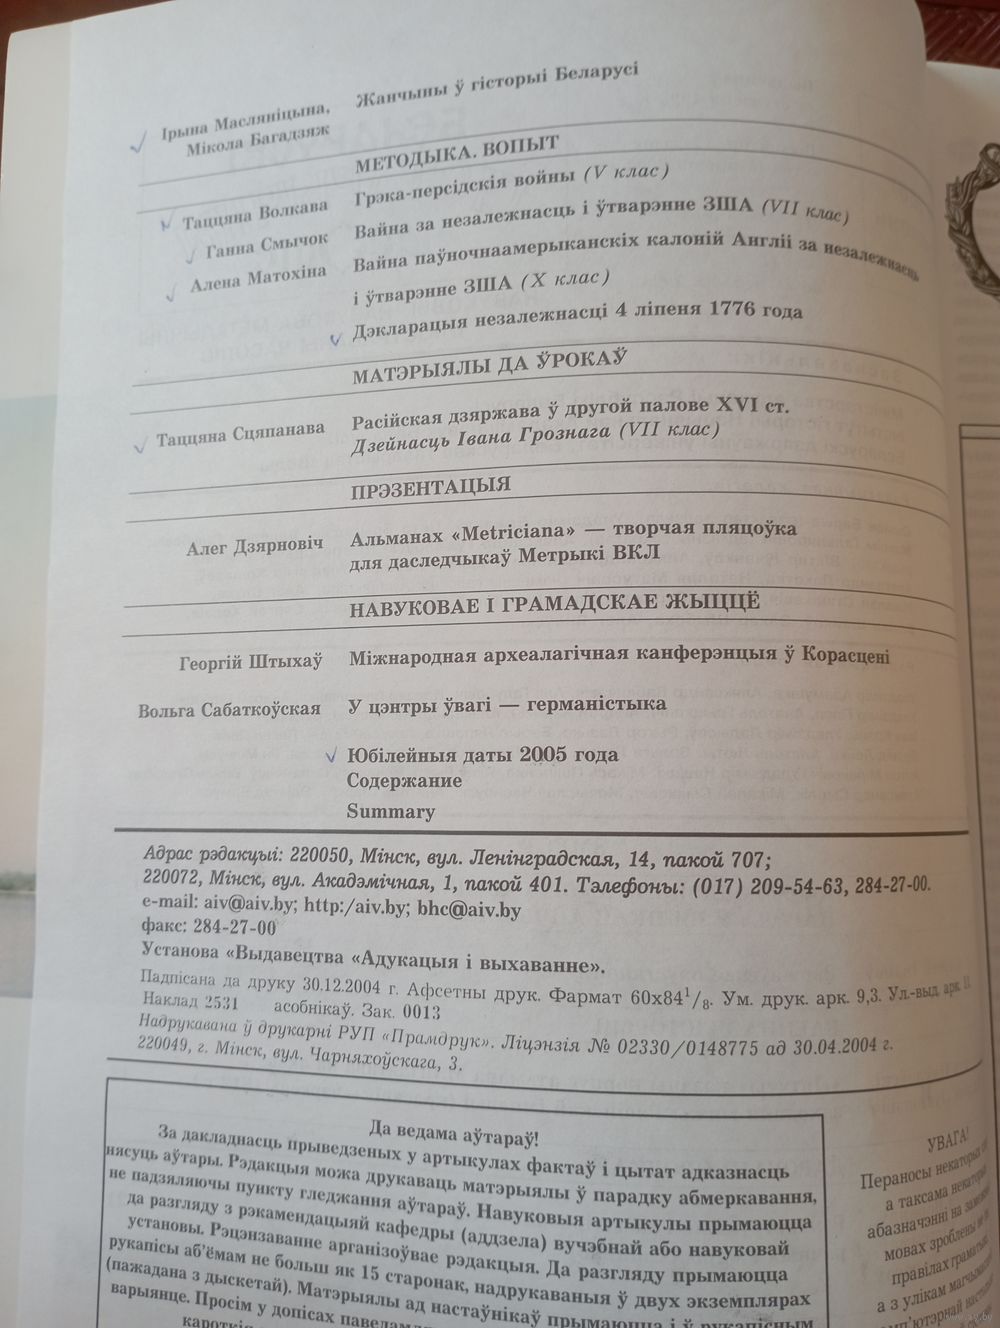 Ірына Масляніцына,
Мікола Багадзяж
Жанчыны ў гісторыі Беларусі
МЕТОДЫКА. ВОПЫТ
Таццяна Волкава Грэка-персідскія войны (V клас)
Ганна Смычок Вайна за незалежнасць і ўтварэнне ЗША (VII клас)
Алена Матохіна Вайна паўночнаамерыканскіх калоній Англіі за незалежнасць
і ўтварэнне ЗША (X клас)
Дэкларацыя незалежнасці 4 ліпеня 1776 года
МАТЭРЫЯЛЫ ДА ЎРОКАЎ
Таццяна Сцяпанава Расійская дзяржава ў другой палове XVI ст.
Дзейнасць Івана Грознага (VII клас)
ПРЭЗЕНТАЦЫЯ
Алег Дзярновіч Альманах «Metriciana» — творчая пляцоўка
для даследчыкаў Метрыкі ВКЛ
НАВУКОВАЕ І ГРАМАДСКАЕ ЖЫЦЦЁ
Георгій Штыхаў Міжнародная археалагічная канферэнцыя ў Корасцені
Вольга Сабаткоўская У цэнтры ўвагі — германістыка
Юбілейныя даты 2005 года
Содержание
Summary
Адрас рэдакцыі: 220050, Мінск, вул. Ленінградская, 14, пакой 707;
220072, Мінск, вул. Акадэмічная, 1, пакой 401. Тэлефоны: (017) 209-54-63, 284-27-00.
e-mail: aiv@aiv.by; http:/aiv.by; bhc@aiv.by
факс: 284-27-00
Установа «Выдавецтва «Адукацыя і выхаванне».
Падпісана да друку 30.12.2004 г. Афсетны друк. Фармат 60х84 1/8. Ум. друк. арк. 9,3. Ул.-выд. арк.
Наклад 2531 асобнікаў. Зак. 0013
Надрукавана ў друкарні РУП «Прамдрук». Ліцэнзія № 02330/0148775 ад 30.04.2004 г.
220049, г. Мінск, вул. Чарняхоўскага, 3.
Да ведама аўтараў!
За дакладнасць прыведзеных у артыкулах фактаў і цытат адказнасць
нясуць аўтары. Рэдакцыя можа друкаваць матэрыялы ў парадку абмеркавання,
не падзяляючы пункту гледжання аўтараў. Навуковыя артыкулы прымаюцца
да разгляду з рэкамендацыяй кафедры (аддзела) вучэбнай або навуковай
установы. Рэцэнзаванне арганізоўвае рэдакцыя. Да разгляду прымаюцца
рукапісы аб'ёмам не больш як 15 старонак, надрукаваныя ў двух экземплярах
(пажадана з дыскетай). Матэрыялы ад настаўнікаў прымаюцца і ў рукапісным
варыянце. Просім у допісах
УВАГА!
Пераносы некаторых
а таксама
абазначэнні на
мовах зроблены
правілах
а з улікам